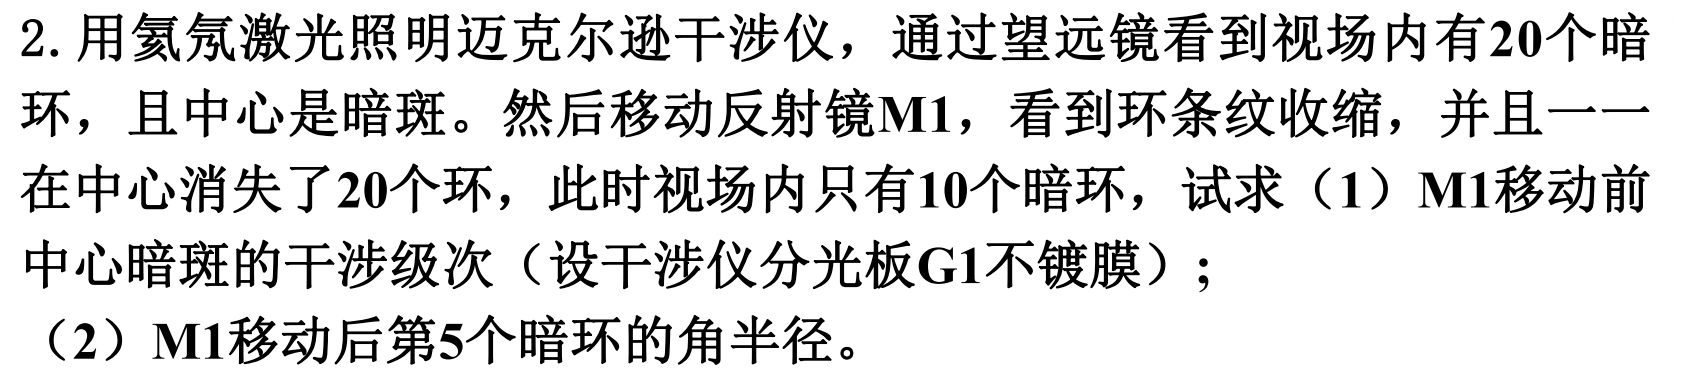 2. 用氦氖激光照明迈克尔逊干涉仪，通过望远镜看到视场内有20个暗
环，且中心是暗斑。然后移动反射镜M1，看到环条纹收缩，并且一一
在中心消失了20个环，此时视场内只有10个暗环，试求（1）M1移动前
中心暗斑的干涉级次（设干涉仪分光板G1不镀膜）；
（2）M1移动后第5个暗环的角半径。